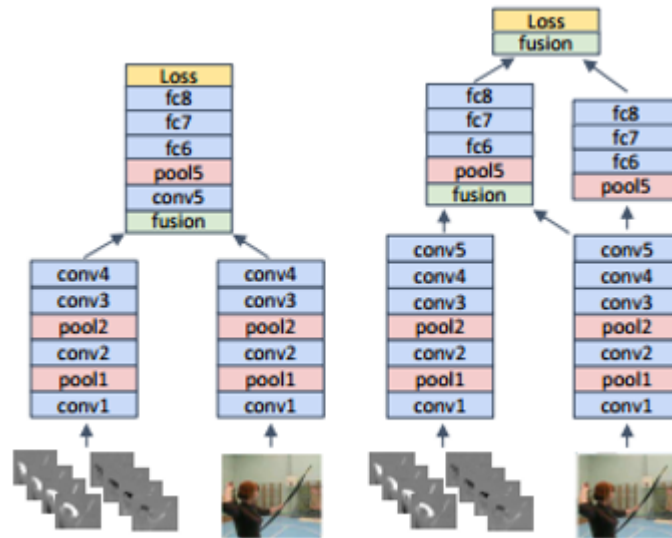 Loss
fc8
fc7
fc6
pool5
conv5
fusion
conv4
conv3
pool2
conv2
pool1
conv1
conv4
conv3
pool2
conv2
pool1
conv1
Loss
fusion
fc8
fc7
fc6
pool5
fusion
fc8
fc7
fc6
pool5
conv5
conv4
conv3
pool2
conv2
pool1
conv1
conv5
conv4
conv3
pool2
conv2
pool1
conv1